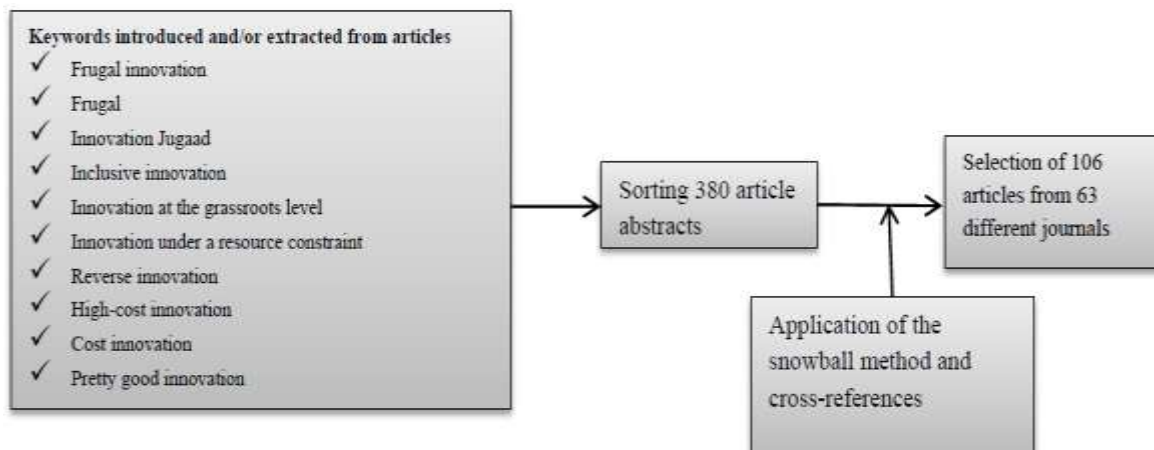 Keywords introduced and/or extracted from articles
✓ Frugal innovation
✓ Frugal
✓ Innovation Jugaad
✓ Inclusive innovation
✓ Innovation at the grassroots level
✓ Innovation under a resource constraint
✓ Reverse innovation
✓ High-cost innovation
✓ Cost innovation
✓ Pretty good innovation
Sorting 380 article
abstracts
Selection of 106
articles from 63
different journals
Application of the
snowball method and
cross-references